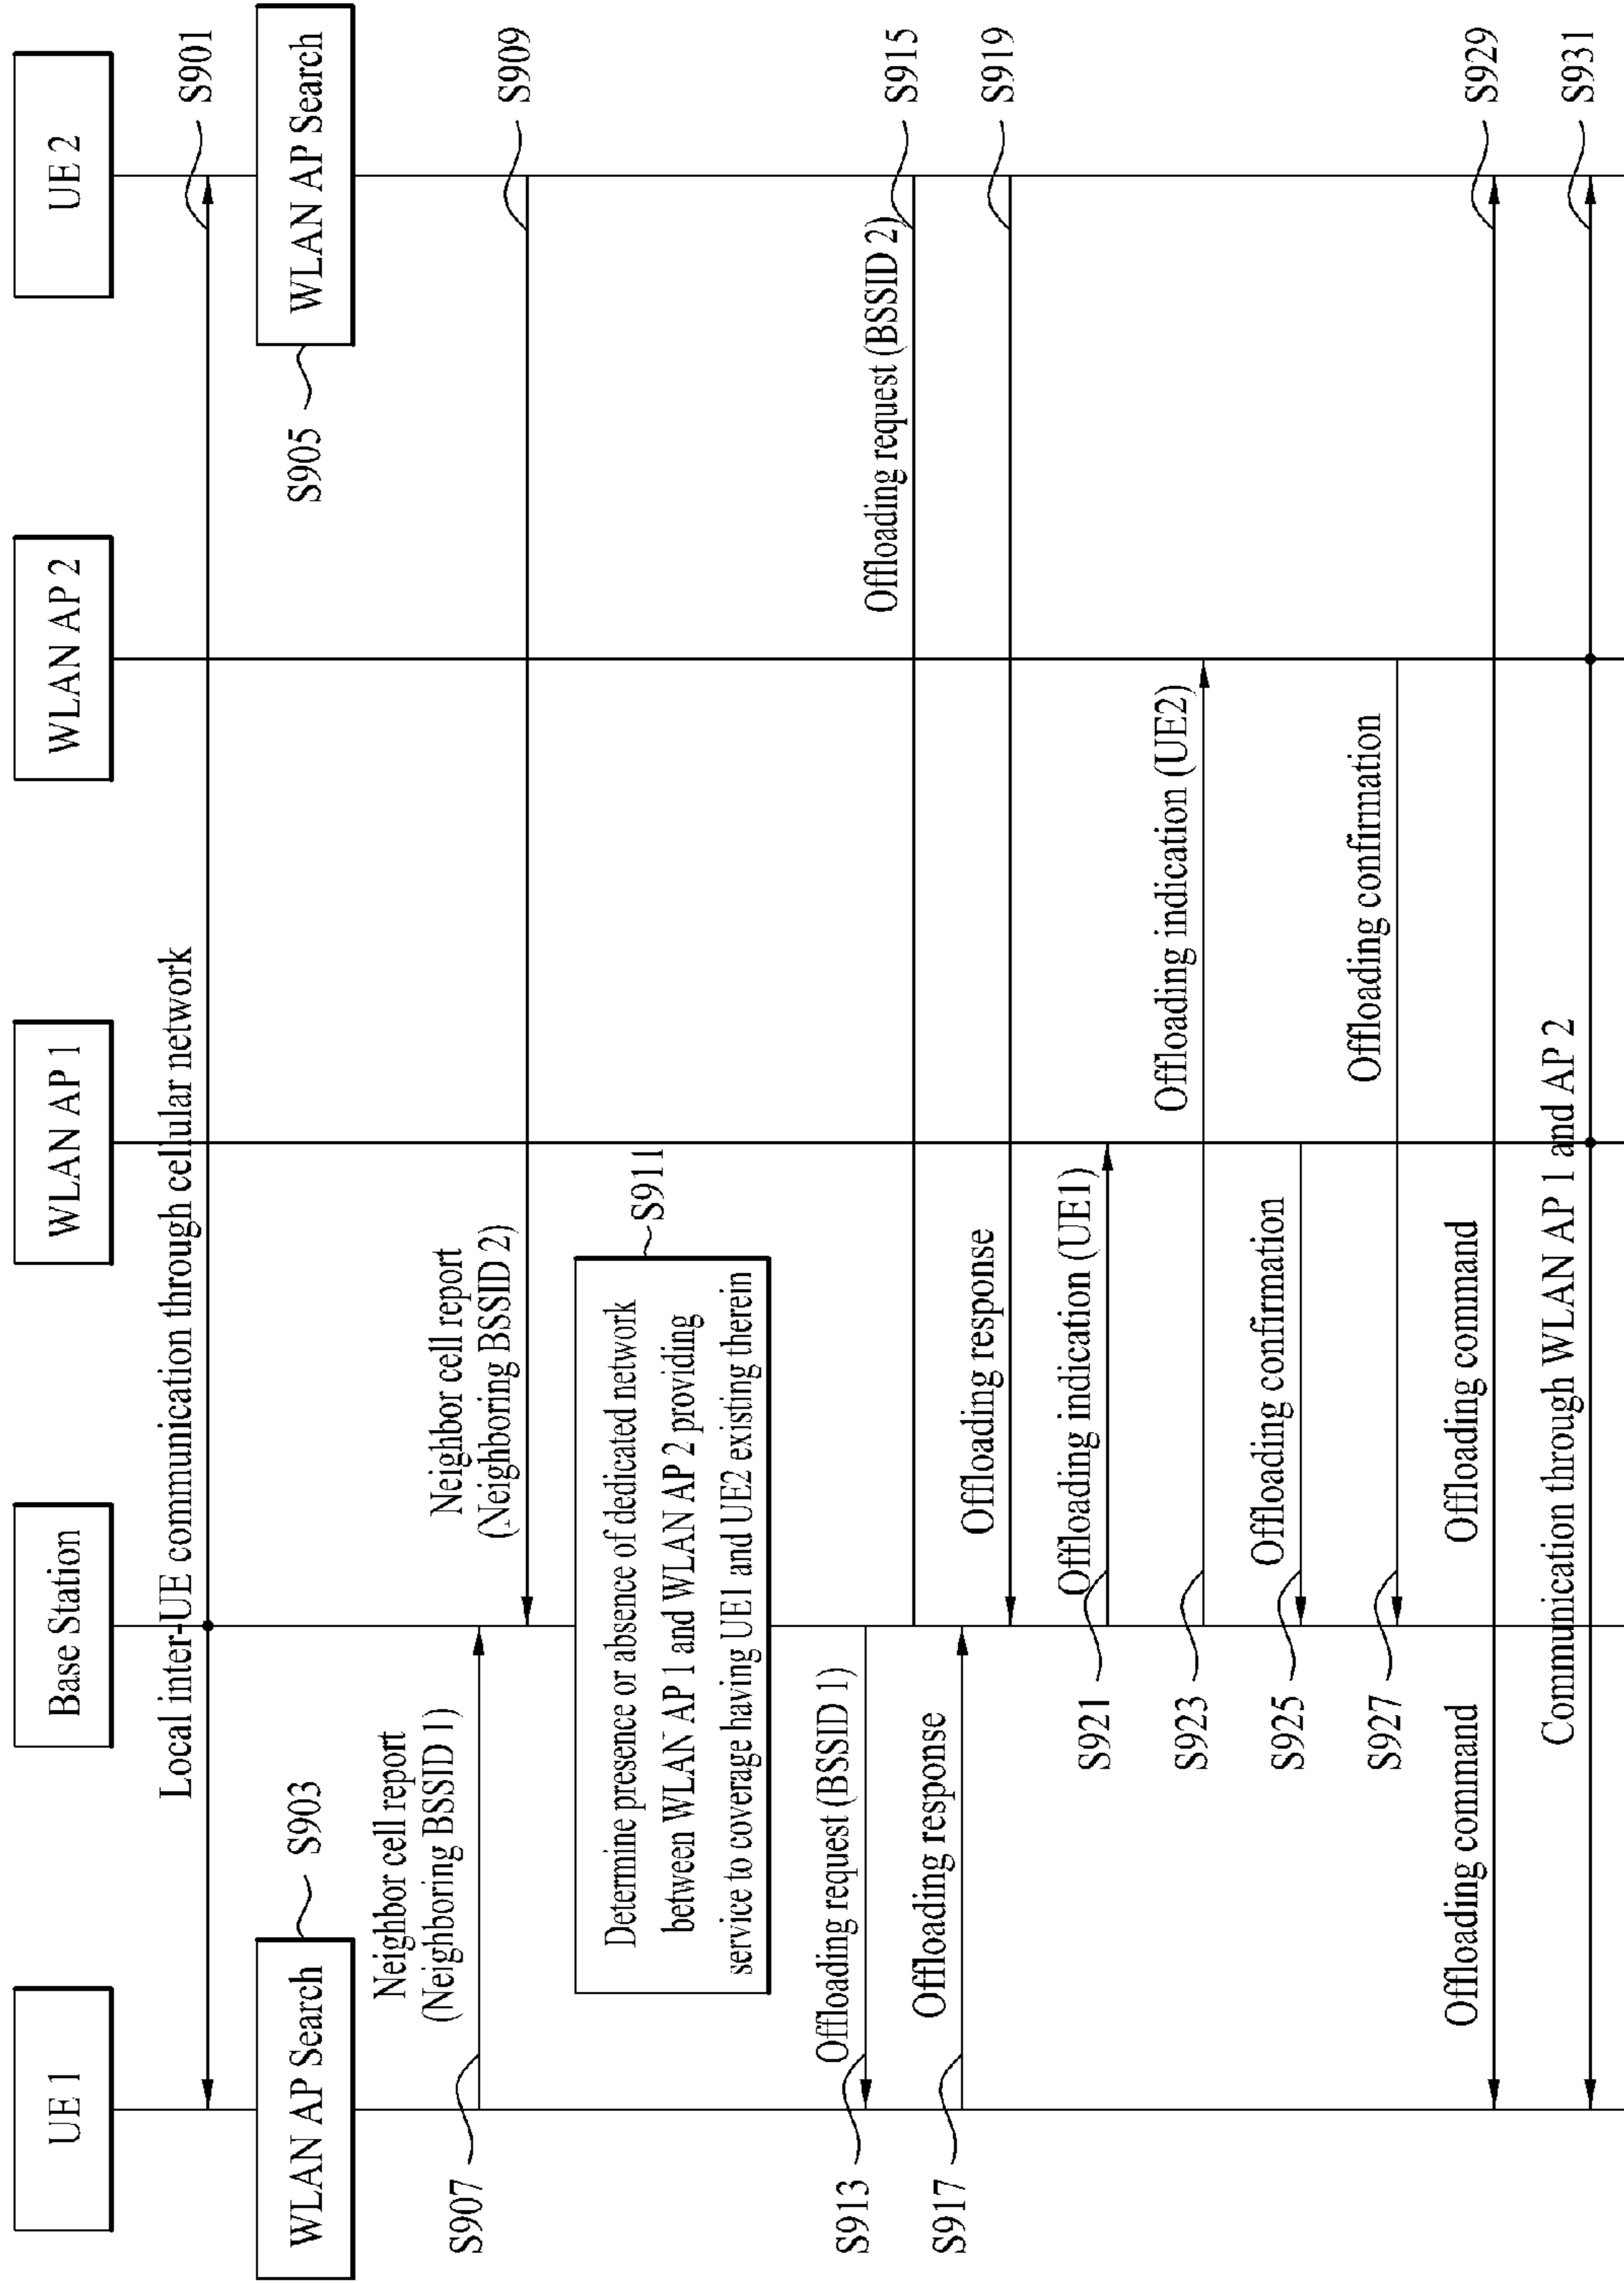 UE 1
Base Station
WLAN AP 1
WLAN AP 2
UE 2
Local inter-UE communication through cellular network
S901
WLAN AP Search
S903
S905
WLAN AP Search
Neighbor cell report
(Neighboring BSSID 1)
S907
Neighbor cell report
(Neighboring BSSID 2)
S909
Determine presence or absence of dedicated network
between WLAN AP 1 and WLAN AP 2 providing
service to coverage having UE1 and UE2 existing therein
S911
Offloading request (BSSID 1)
S913
Offloading request (BSSID 2)
S915
Offloading response
S917
Offloading response
S919
Offloading indication (UE1)
S921
Offloading indication (UE2)
S923
Offloading confirmation
S925
Offloading confirmation
S927
Offloading command
Offloading command
S929
Communication through WLAN AP 1 and AP 2
S931